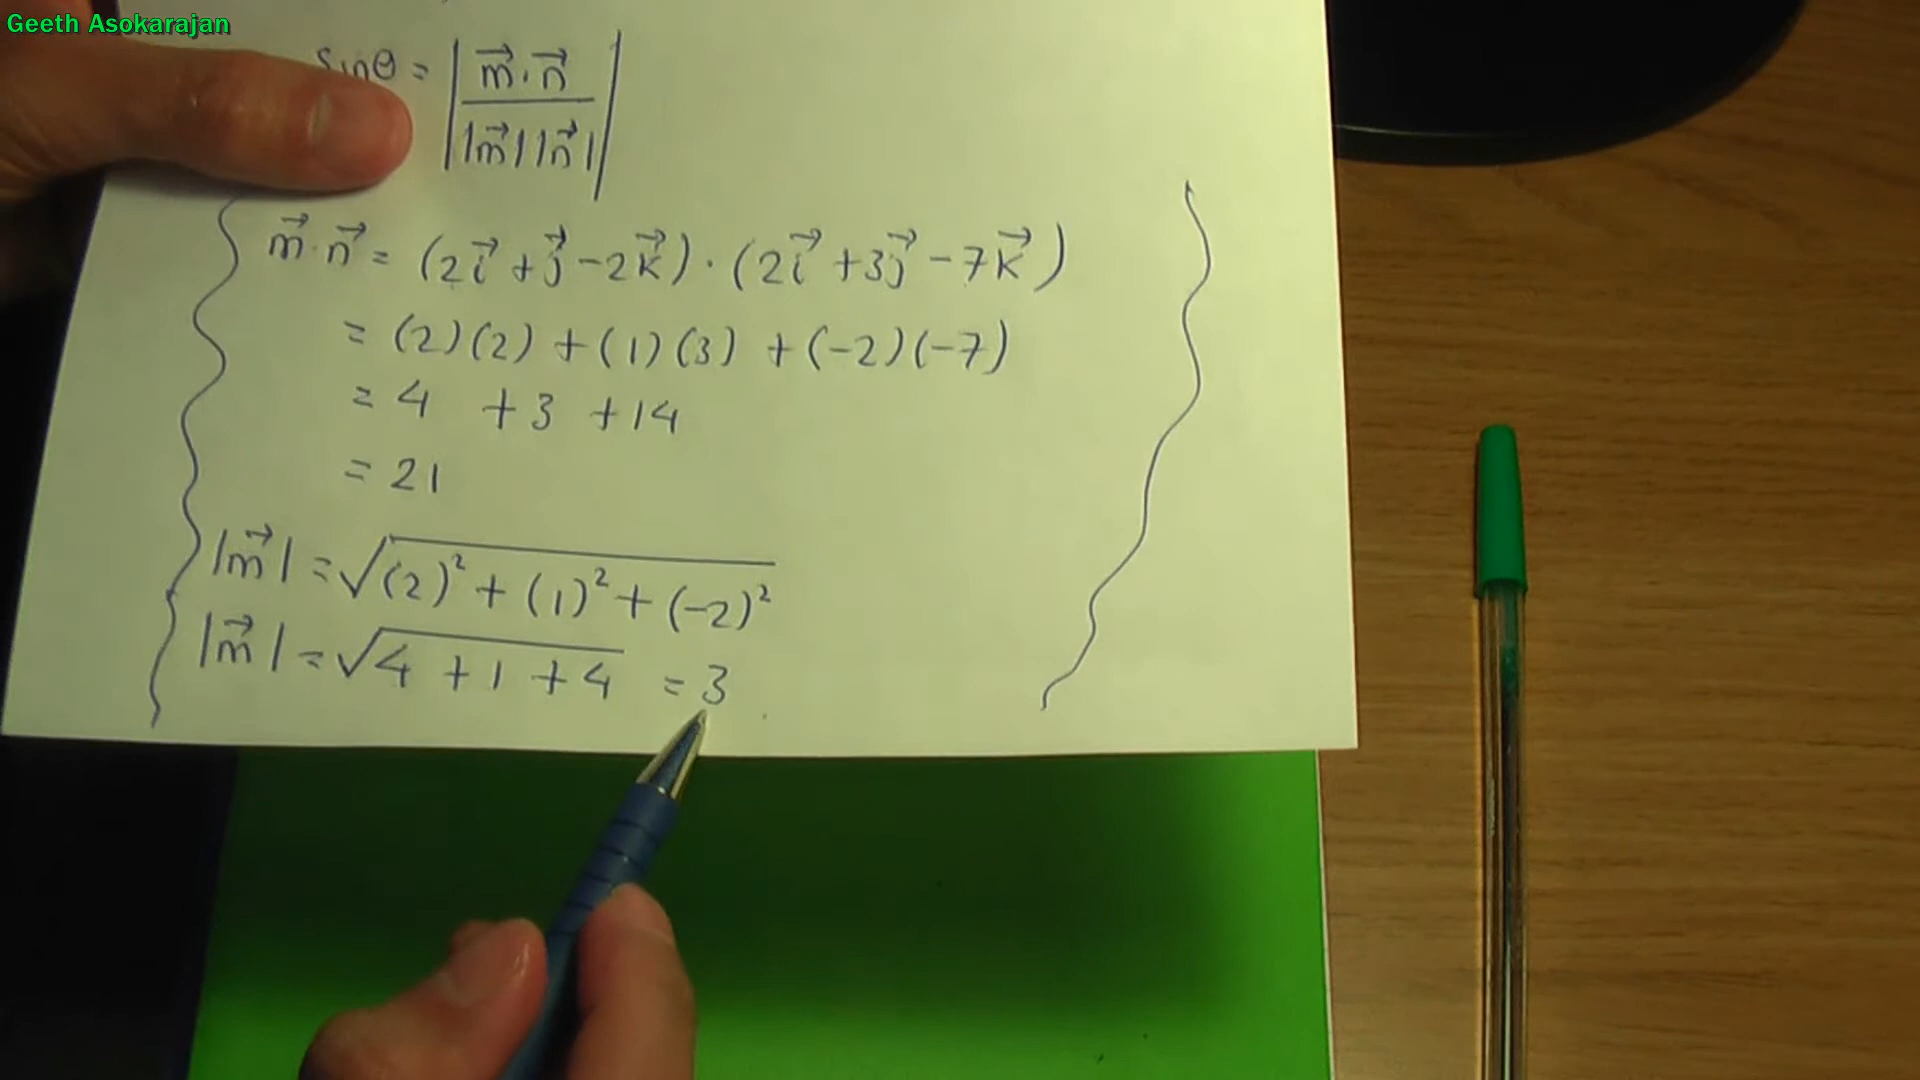 Geeth Asokarajan
sinθ = | (m⃗ · n⃗) / (|m⃗| |n⃗|) |
m⃗ · n⃗ = (2i⃗ + j⃗ - 2k⃗) · (2i⃗ + 3j⃗ - 7k⃗)
= (2)(2) + (1)(3) + (-2)(-7)
= 4 + 3 + 14
= 21
|m⃗| = √((2)² + (1)² + (-2)²)
|m⃗| = √(4 + 1 + 4) = 3